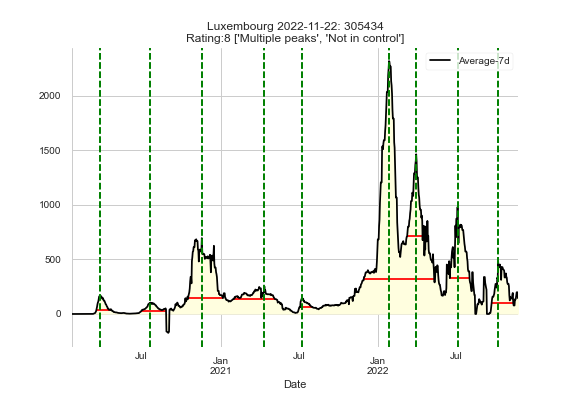 Luxembourg 2022-11-22: 305434
Rating:8 ['Multiple peaks', 'Not in control']
Average-7d
2000
1500
1000
500
0
Jul
Jan
2021
Jul
Jan
2022
Jul
Date